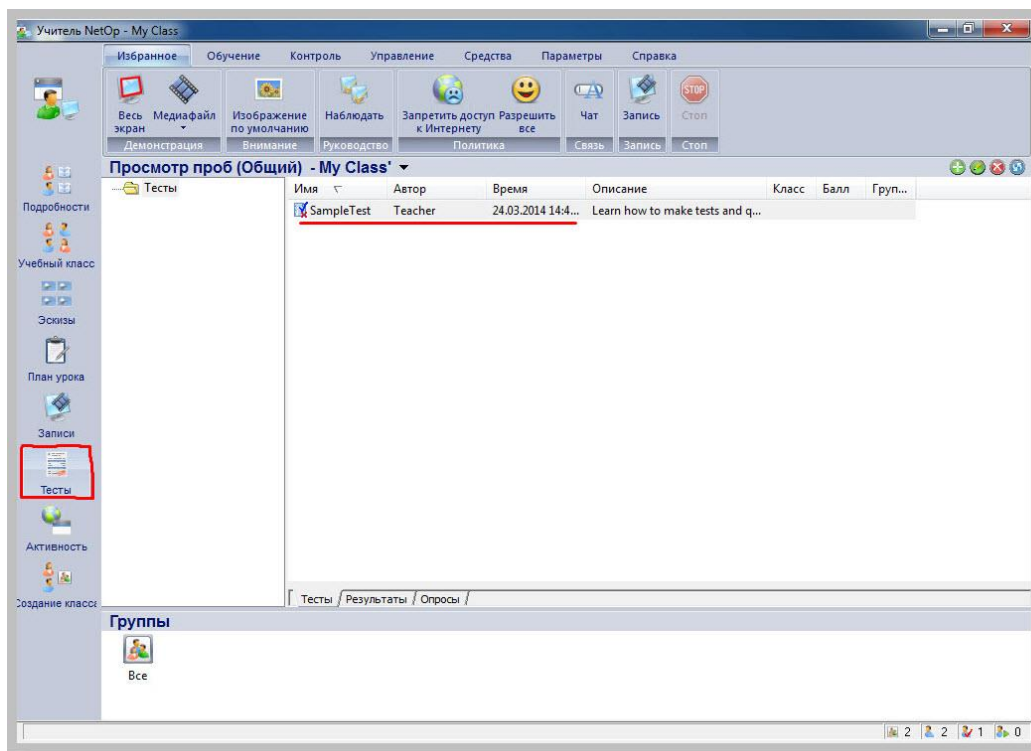 Учитель NetOp - My Class
Избранное Обучение Контроль Управление Средства Параметры Справка
Весь экран Медиафайл Изображение по умолчанию Наблюдать Запретить доступ к Интернету Разрешить все Чат Запись Стоп
Демонстрация Внимание Руководство Политика Связь Запись Стоп
Просмотр проб (Общий) - My Class'
Подробности
Учебный класс
Эскизы
План урока
Записи
Тесты
Активность
Создание класса
Тесты
Имя Автор Время Описание Класс Балл Груп...
SampleTest Teacher 24.03.2014 14:4... Learn how to make tests and q...
Тесты Результаты Опросы
Группы
Все
2 2 1 0